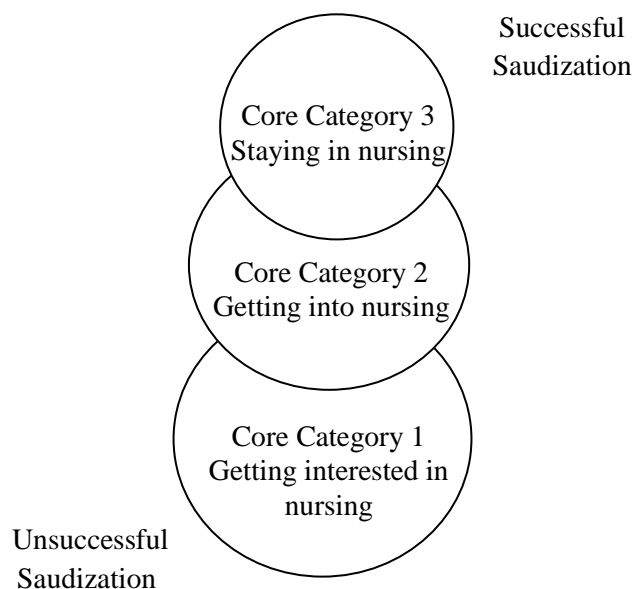 Successful
Saudization
Core Category 3
Staying in nursing
Core Category 2
Getting into nursing
Core Category 1
Getting interested in
nursing
Unsuccessful
Saudization